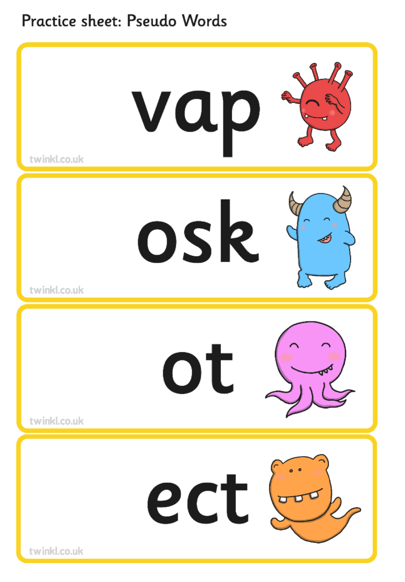 Practice sheet: Pseudo Words
vap
twinkl.co.uk
osk
twinkl.co.uk
ot
twinkl.co.uk
ect
twinkl.co.uk